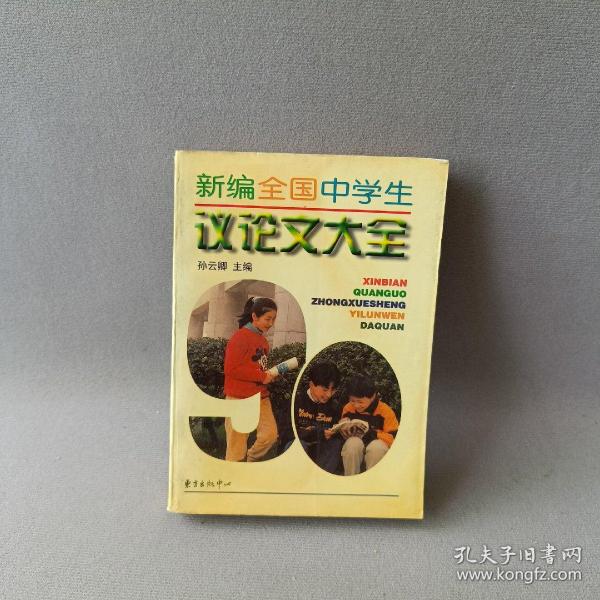 新编全国中学生
议论文大全
孙云卿 主编
XINBIAN
QUANGUO
ZHONGXUESHENG
YILUNWEN
DAQUAN
90
东方出版中心
孔夫子旧书网
www.kongfz.com